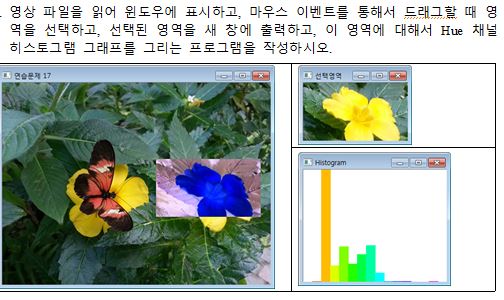 . 영상 파일을 읽어 윈도우에 표시하고, 마우스 이벤트를 통해서 드래그할 때 영
역을 선택하고, 선택된 영역을 새 창에 출력하고, 이 영역에 대해서 Hue 채널
히스토그램 그래프를 그리는 프로그램을 작성하시오.
연습문제 17
선택영역
Histogram